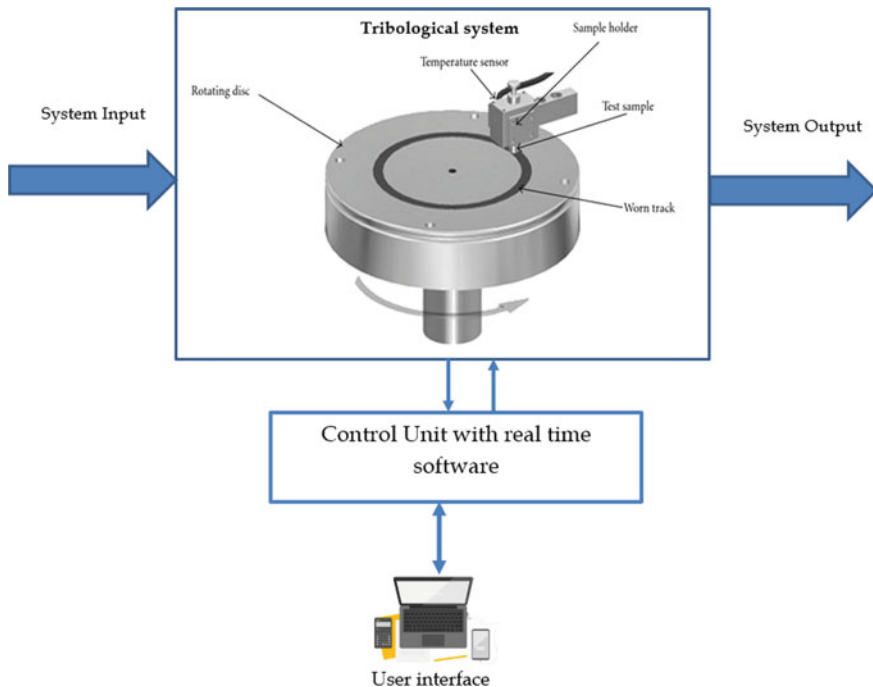 Tribological system
Sample holder
Temperature sensor
Rotating disc
Test sample
System Input
System Output
Worn track
Control Unit with real time
software
User interface